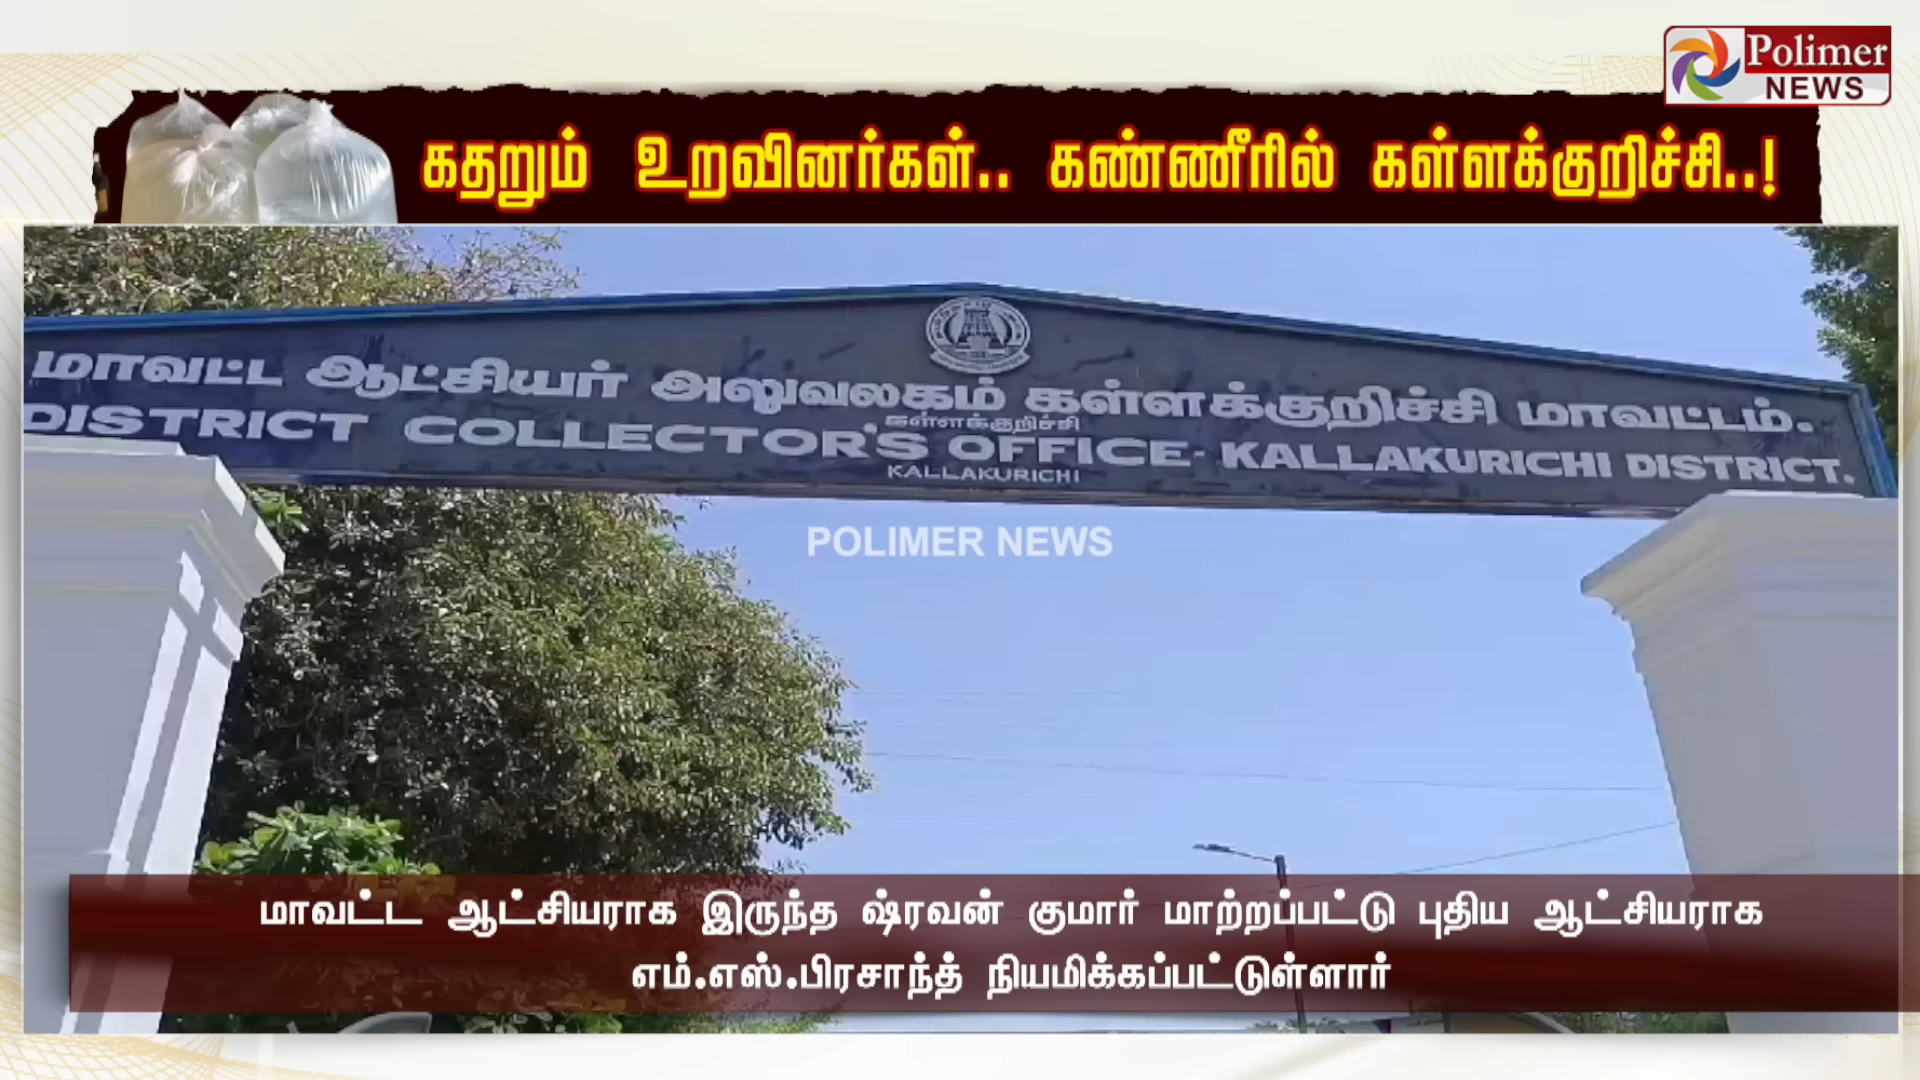 Polimer
NEWS
கதறும் உறவினர்கள்.. கண்ணீரில் கள்ளக்குறிச்சி..!
மாவட்ட ஆட்சியர் அலுவலகம் கள்ளக்குறிச்சி மாவட்டம்.
கள்ளக்குறிச்சி
DISTRICT COLLECTOR'S OFFICE- KALLAKURICHI DISTRICT.
KALLAKURICHI
POLIMER NEWS
மாவட்ட ஆட்சியராக இருந்த ஷ்ரவன் குமார் மாற்றப்பட்டு புதிய ஆட்சியராக
எம்.எஸ்.பிரசாந்த் நியமிக்கப்பட்டுள்ளார்